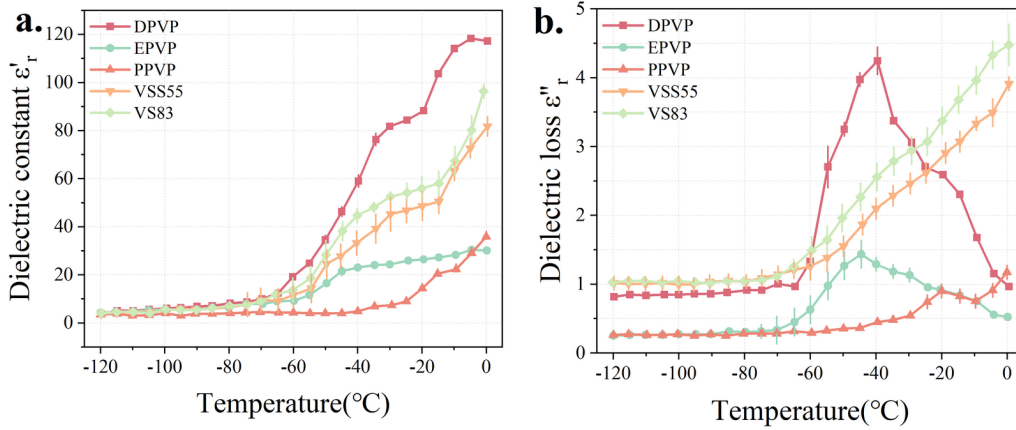 a.
DPVP
EPVP
PPVP
VSS55
VS83
120
100
80
60
40
20
0
Dielectric constant ε'r
-120 -100 -80 -60 -40 -20 0
Temperature(°C)
b.
DPVP
EPVP
PPVP
VSS55
VS83
5
4
3
2
1
0
Dielectric loss ε"r
-120 -100 -80 -60 -40 -20 0
Temperature(°C)